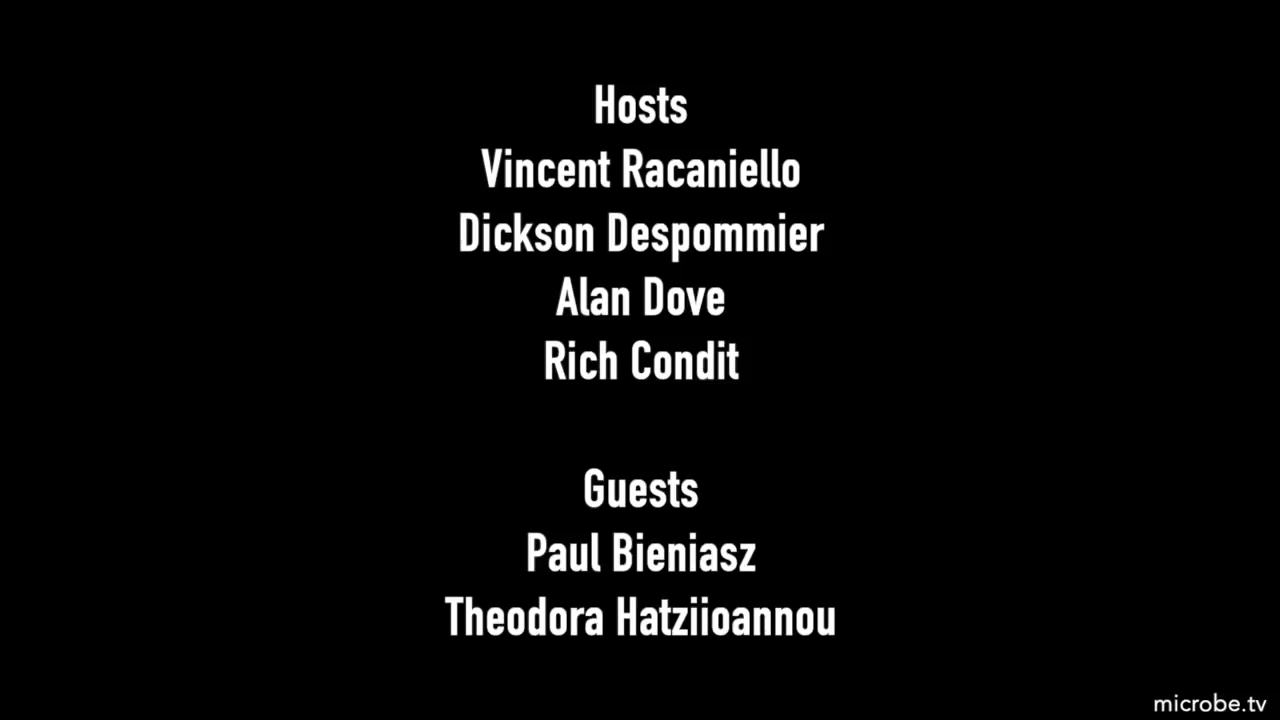 Hosts
Vincent Racaniello
Dickson Despommier
Alan Dove
Rich Condit
Guests
Paul Bieniasz
Theodora Hatziioannou
microbe.tv